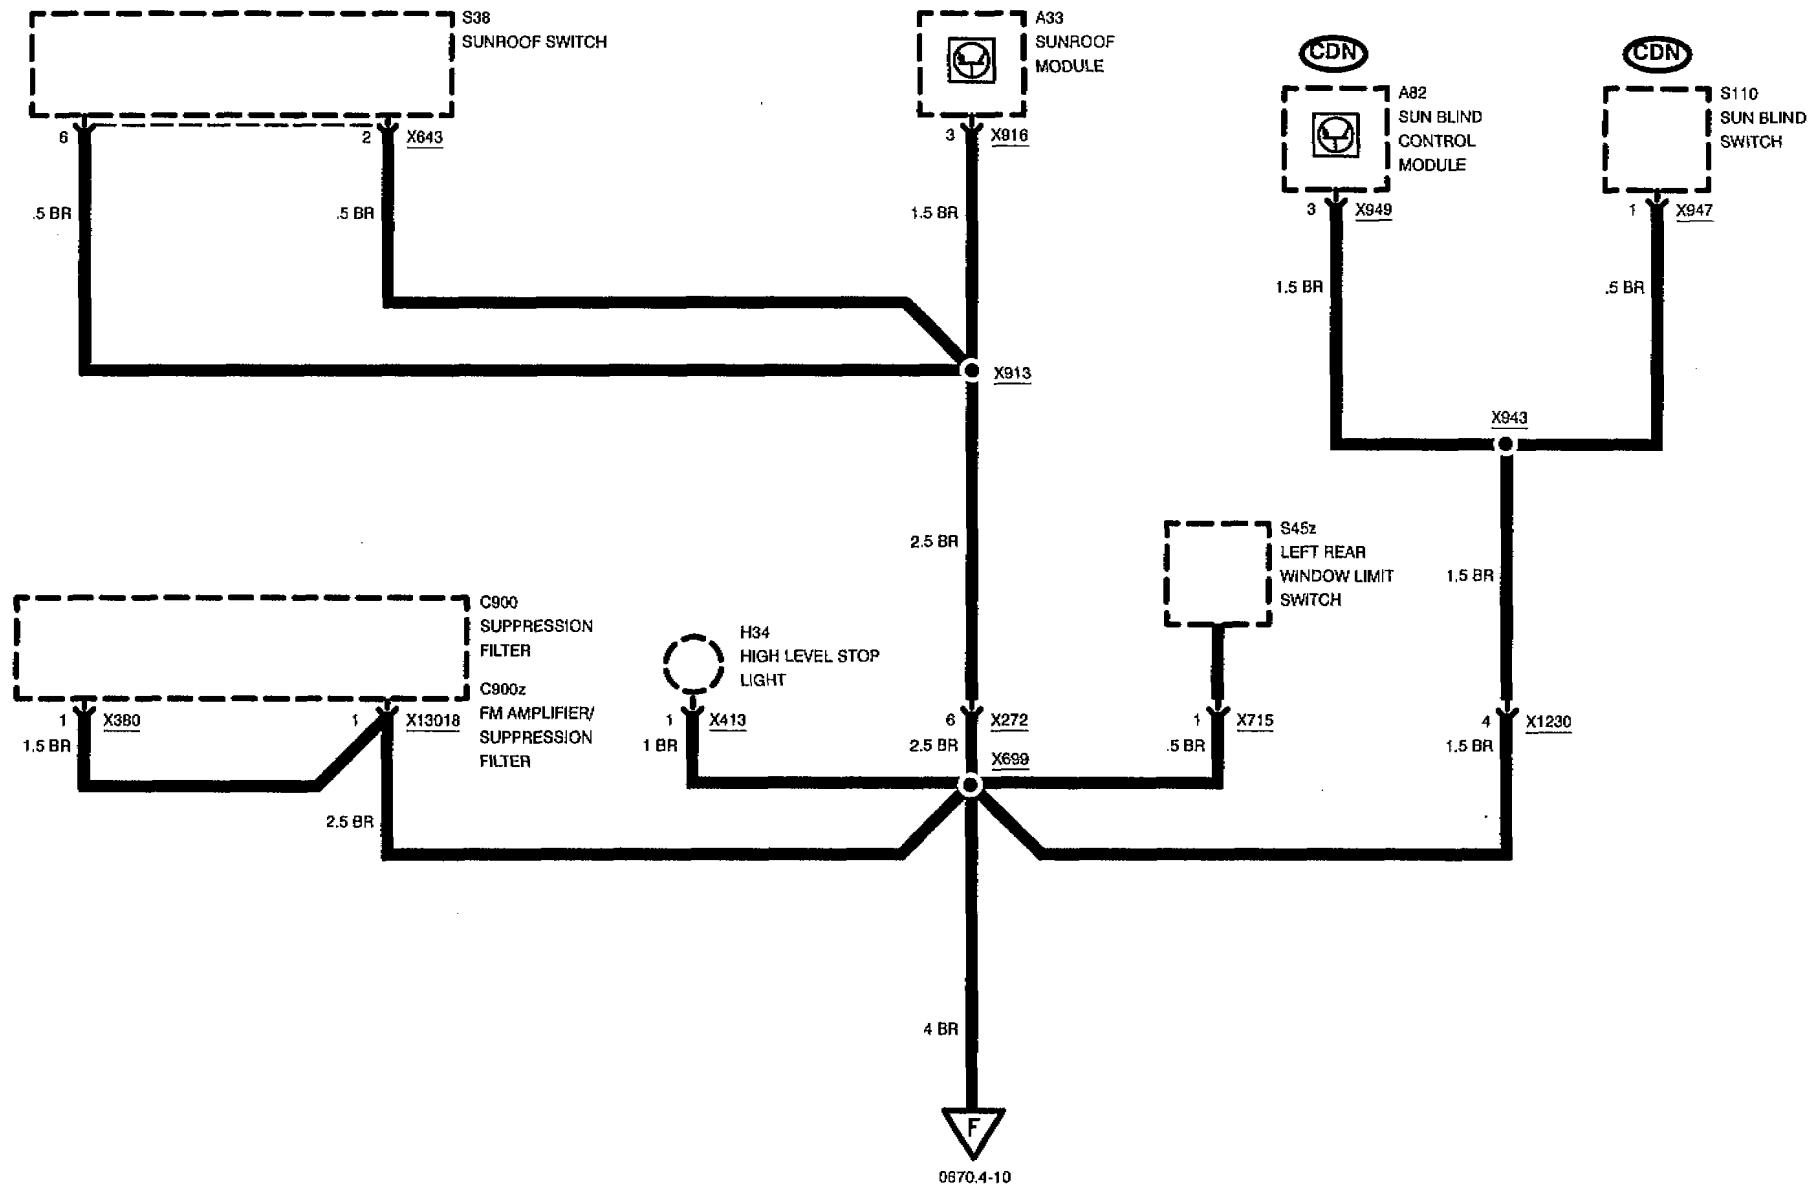 S38
SUNROOF SWITCH
6
2
X643
.5 BR
.5 BR
A33
SUNROOF
MODULE
3
X916
1.5 BR
CDN
A82
SUN BLIND
CONTROL
MODULE
3
X949
1.5 BR
CDN
S110
SUN BLIND
SWITCH
1
X947
.5 BR
X913
X943
2.5 BR
S45z
LEFT REAR
WINDOW LIMIT
SWITCH
1.5 BR
C900
SUPPRESSION
FILTER
C900z
FM AMPLIFIER/
SUPPRESSION
FILTER
1
X380
1.5 BR
1
X13018
2.5 BR
H34
HIGH LEVEL STOP
LIGHT
1
X413
1 BR
6
X272
2.5 BR
X699
1
X715
.5 BR
4
X1230
1.5 BR
4 BR
F
0670.4-10